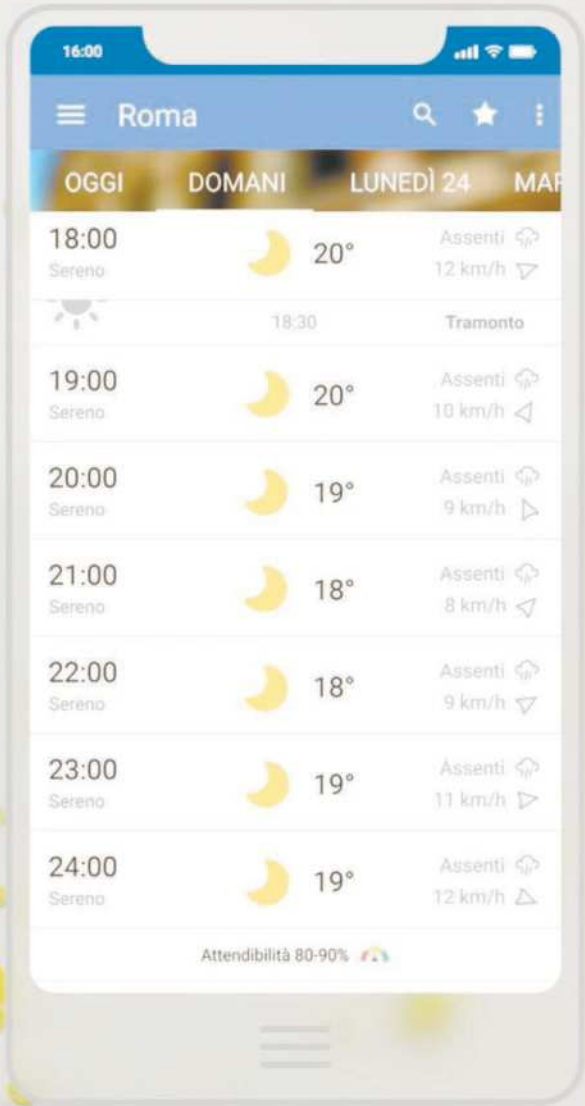 16:00
Roma
OGGI DOMANI LUNEDÌ 24 MAR
18:00 20° Assenti
Sereno 12 km/h
18:30 Tramonto
19:00 20° Assenti
Sereno 10 km/h
20:00 19° Assenti
Sereno 9 km/h
21:00 18° Assenti
Sereno 8 km/h
22:00 18° Assenti
Sereno 9 km/h
23:00 19° Assenti
Sereno 11 km/h
24:00 19° Assenti
Sereno 12 km/h
Attendibilità 80-90%